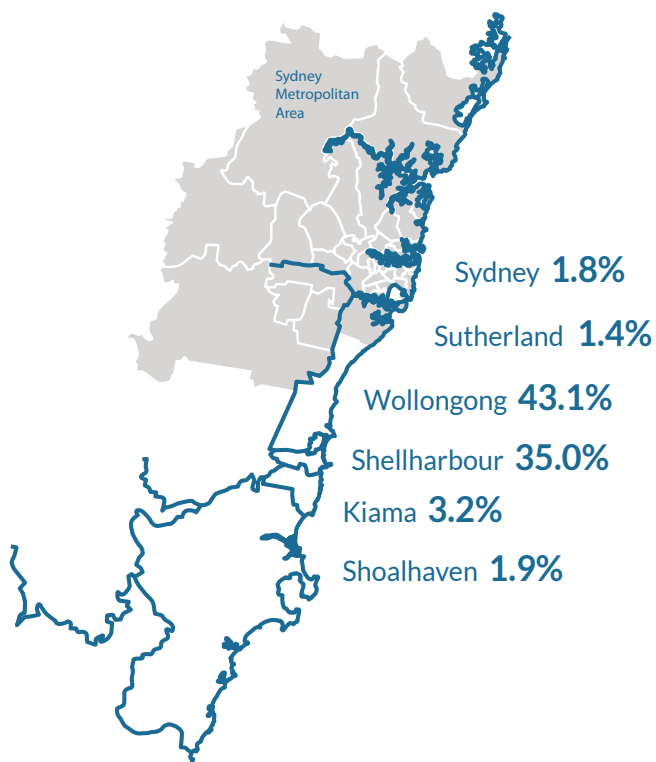 Sydney
Metropolitan
Area
Sydney 1.8%
Sutherland 1.4%
Wollongong 43.1%
Shellharbour 35.0%
Kiama 3.2%
Shoalhaven 1.9%